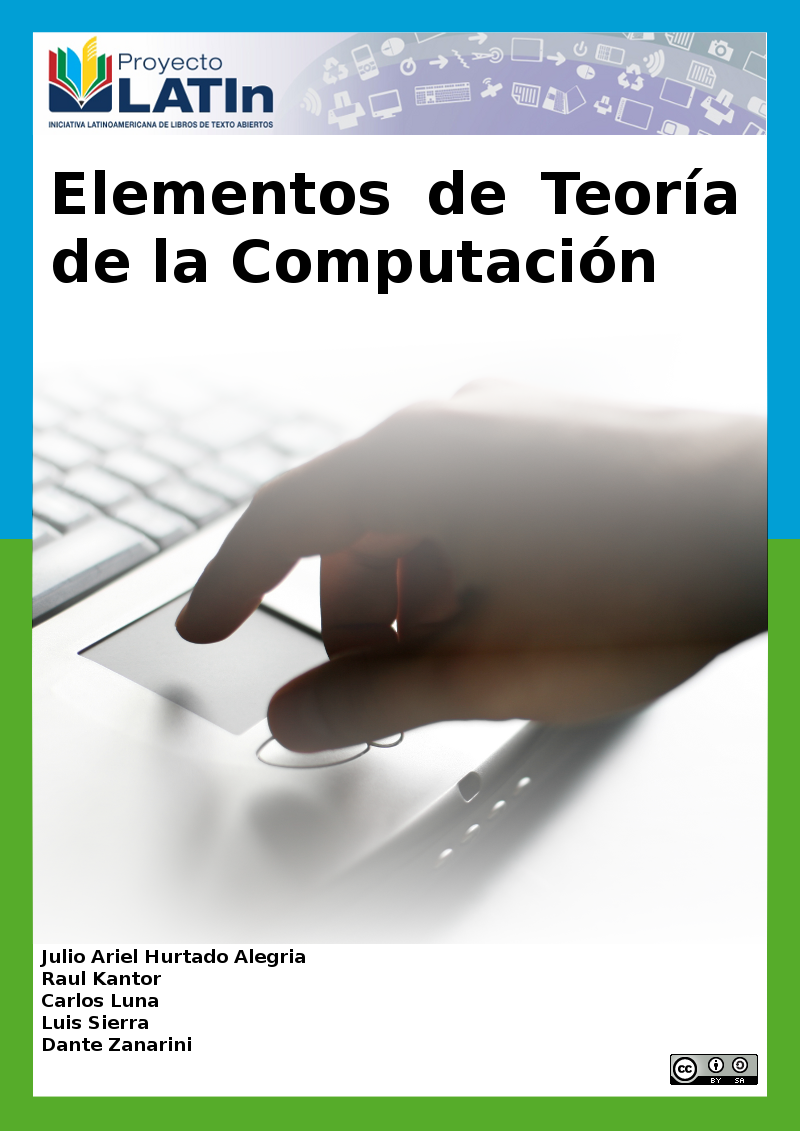 Proyecto
LATIn
INICIATIVA LATINOAMERICANA DE LIBROS DE TEXTO ABIERTOS
Elementos de Teoría
de la Computación
Julio Ariel Hurtado Alegria
Raul Kantor
Carlos Luna
Luis Sierra
Dante Zanarini
cc
BY SA